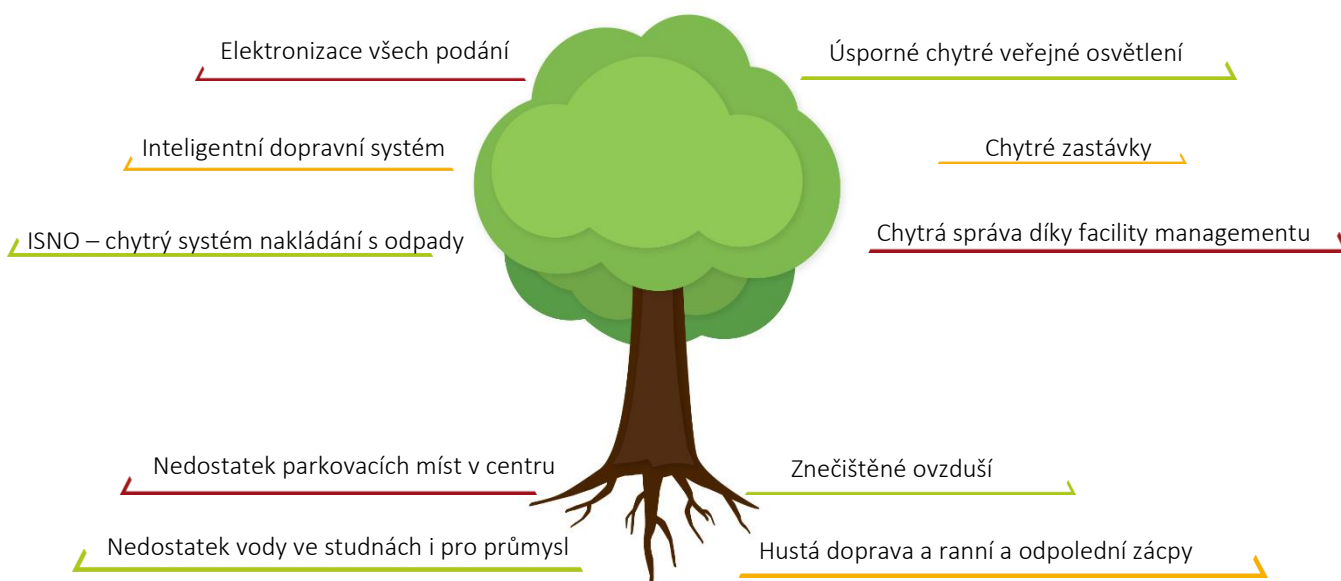 Elektronizace všech podání
Úsporné chytré veřejné osvětlení
Inteligentní dopravní systém
Chytré zastávky
ISNO – chytrý systém nakládání s odpady
Chytrá správa díky facility managementu
Nedostatek parkovacích míst v centru
Znečištěné ovzduší
Nedostatek vody ve studnách i pro průmysl
Hustá doprava a ranní a odpolední zácpy